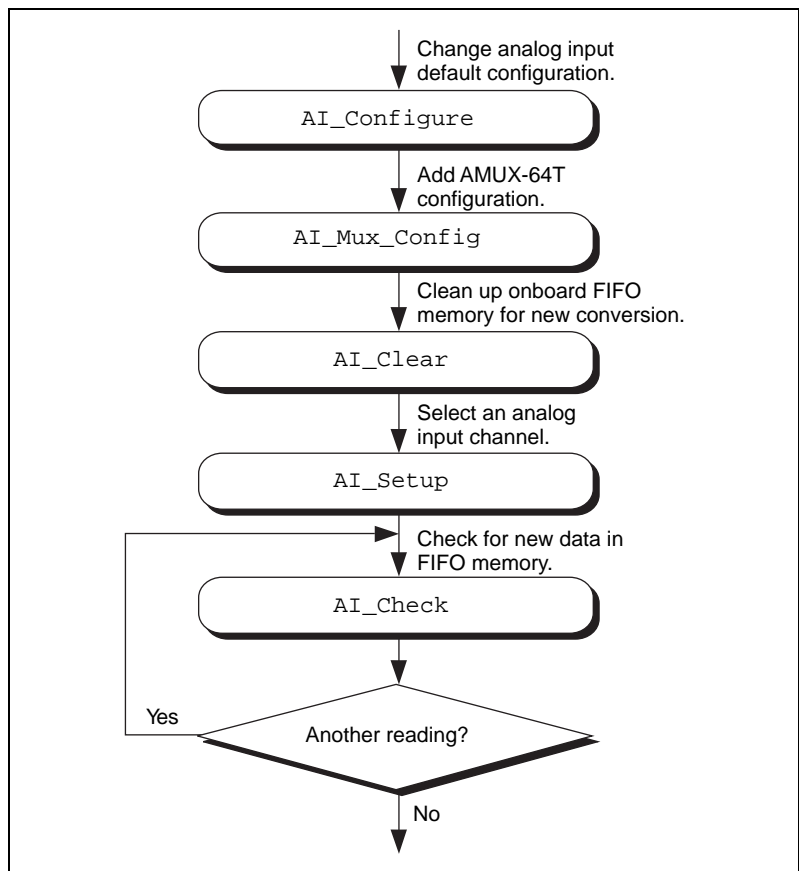 Change analog input
default configuration.
AI_Configure
Add AMUX-64T
configuration.
AI_Mux_Config
Clean up onboard FIFO
memory for new conversion.
AI_Clear
Select an analog
input channel.
AI_Setup
Check for new data in
FIFO memory.
AI_Check
Yes
Another reading?
No